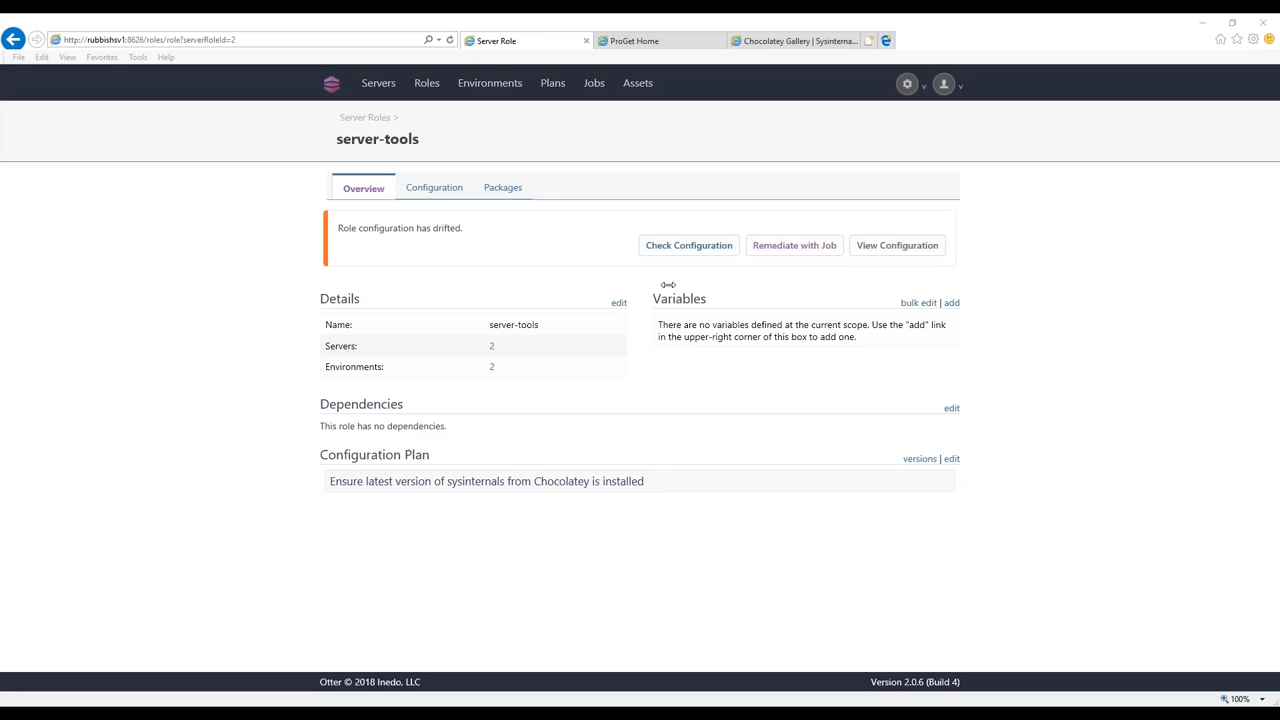 http://rubbishsv1:8626/roles/role?serverRoleId=2
Server Role
ProGet Home
Chocolatey Gallery | Sysinterna...
File Edit View Favorites Tools Help
Servers Roles Environments Plans Jobs Assets
Server Roles >
server-tools
Overview Configuration Packages
Role configuration has drifted.
Check Configuration Remediate with Job View Configuration
Details edit
Name: server-tools
Servers: 2
Environments: 2
Variables bulk edit | add
There are no variables defined at the current scope. Use the "add" link
in the upper-right corner of this box to add one.
Dependencies edit
This role has no dependencies.
Configuration Plan versions | edit
Ensure latest version of sysinternals from Chocolatey is installed
Otter © 2018 Inedo, LLC Version 2.0.6 (Build 4)
100%